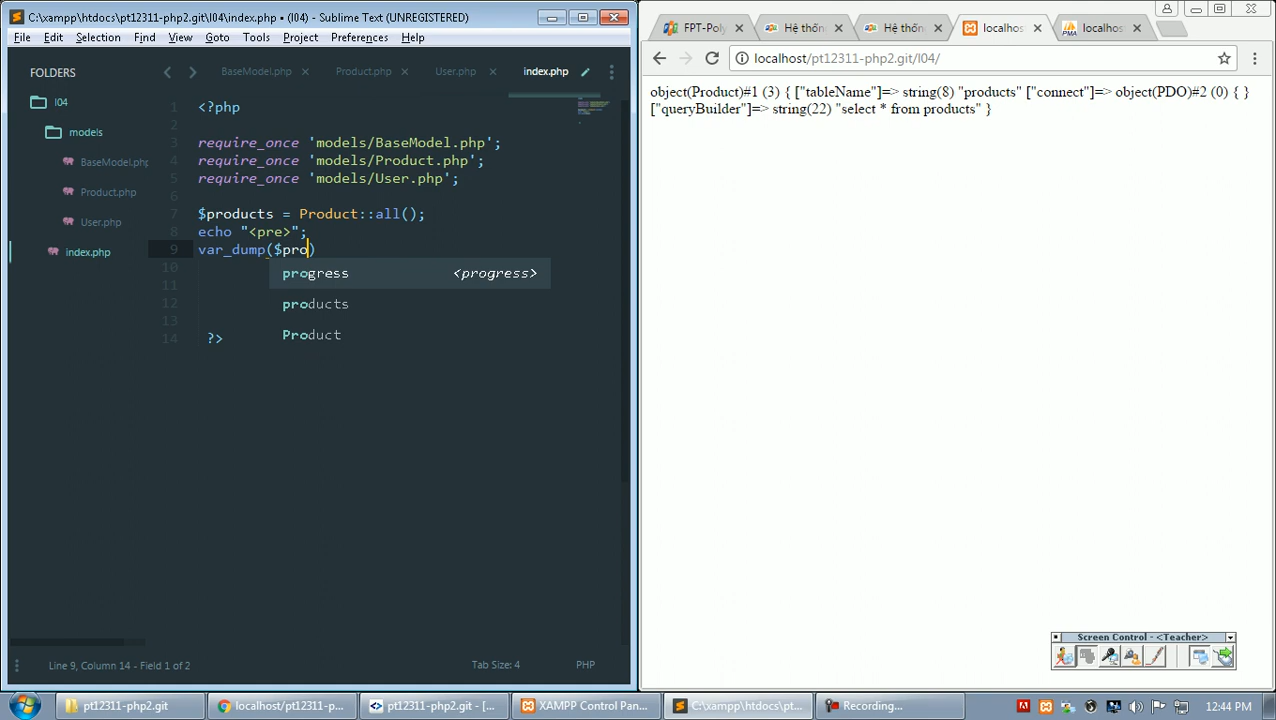 C:\xampp\htdocs\pt12311-php2.git\l04\index.php • (l04) - Sublime Text (UNREGISTERED)
File Edit Selection Find View Goto Tools Project Preferences Help
FOLDERS
l04
models
BaseModel.php
Product.php
User.php
index.php
BaseModel.php Product.php User.php index.php
1 <?php
2
3 require_once 'models/BaseModel.php';
4 require_once 'models/Product.php';
5 require_once 'models/User.php';
6
7 $products = Product::all();
8 echo "<pre>";
9 var_dump($pro)
10
11
12
13
14 ?>
progress <progress>
products
Product
Line 9, Column 14 - Field 1 of 2 Tab Size: 4 PHP
FPT-Poly Hệ thốn Hệ thốn localhos localhos
localhost/pt12311-php2.git/l04/
object(Product)#1 (3) { ["tableName"]=> string(8) "products" ["connect"]=> object(PDO)#2 (0) { }
["queryBuilder"]=> string(22) "select * from products" }
Screen Control - <Teacher>
pt12311-php2.git localhost/pt12311-p... pt12311-php2.git - [... XAMPP Control Pan... C:\xampp\htdocs\pt... Recording... 12:44 PM